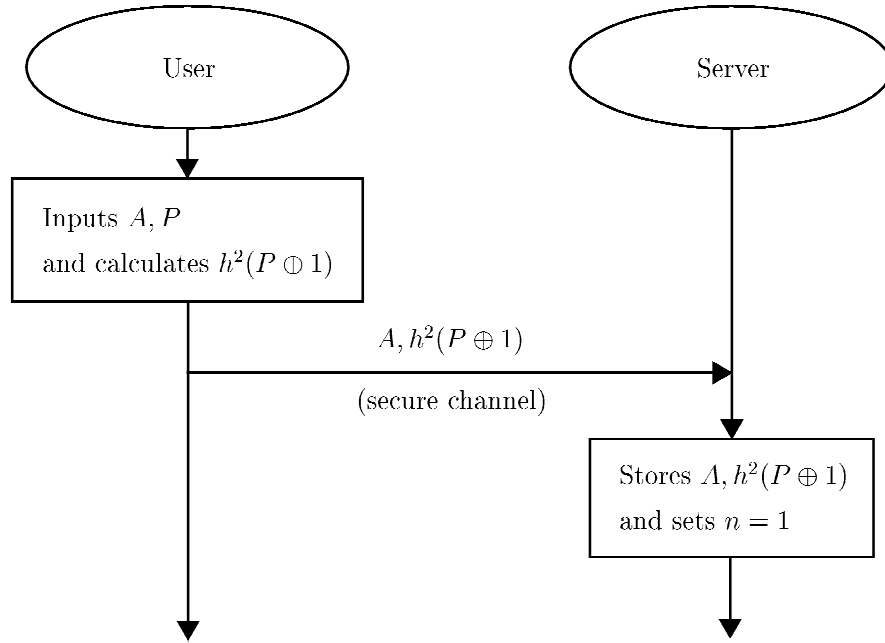 User
Server
Inputs A, P
and calculates h²(P ⊕ 1)
A, h²(P ⊕ 1)
(secure channel)
Stores A, h²(P ⊕ 1)
and sets n = 1